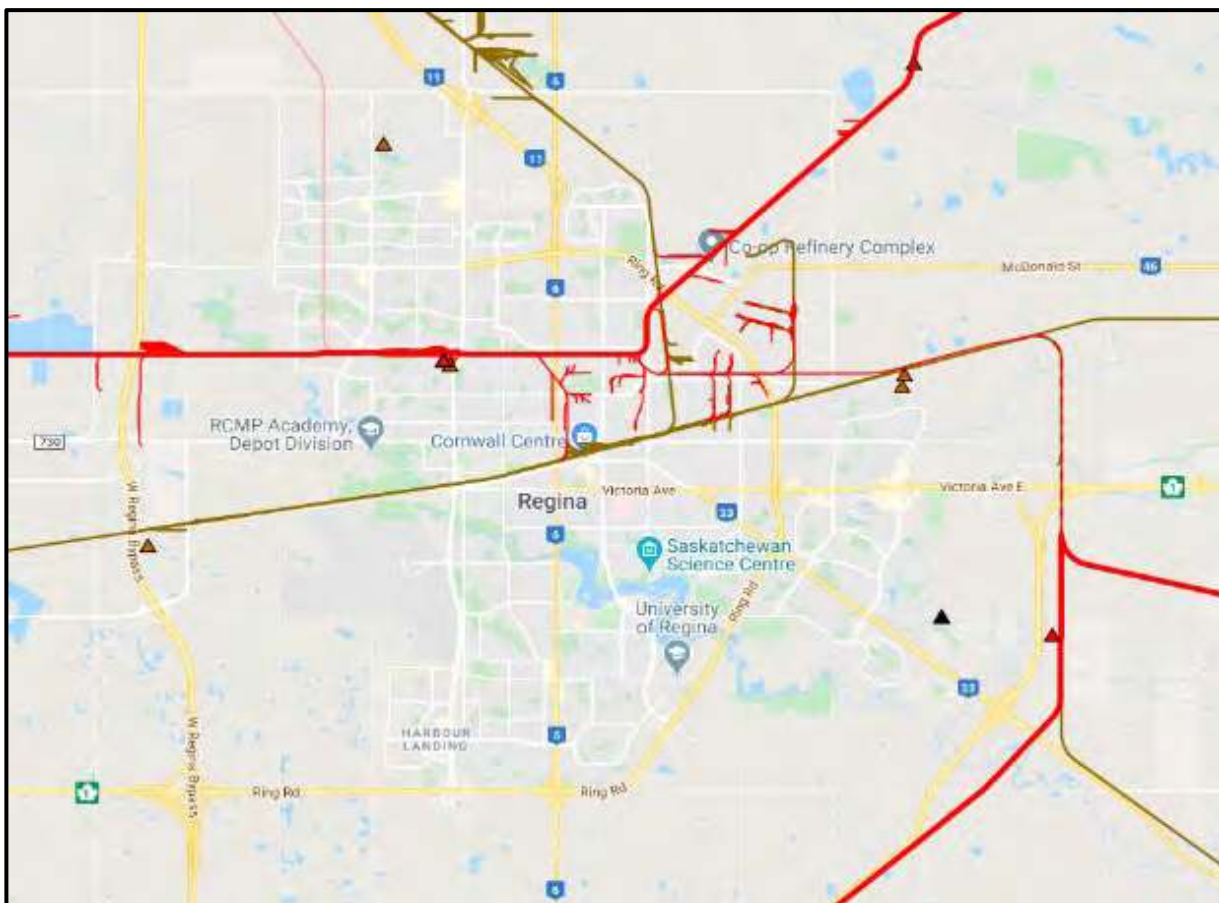 11
6
11
Co-op Refinery Complex
Ring Rd
McDonald St
46
6
RCMP Academy,
Depot Division
730
Cornwall Centre
W Regina Bypass
Regina
Victoria Ave
Victoria Ave E
1
33
6
Saskatchewan
Science Centre
University
of Regina
Ring Rd
33
HARBOUR
LANDING
6
W Regina Bypass
1
Ring Rd
Ring Rd
6